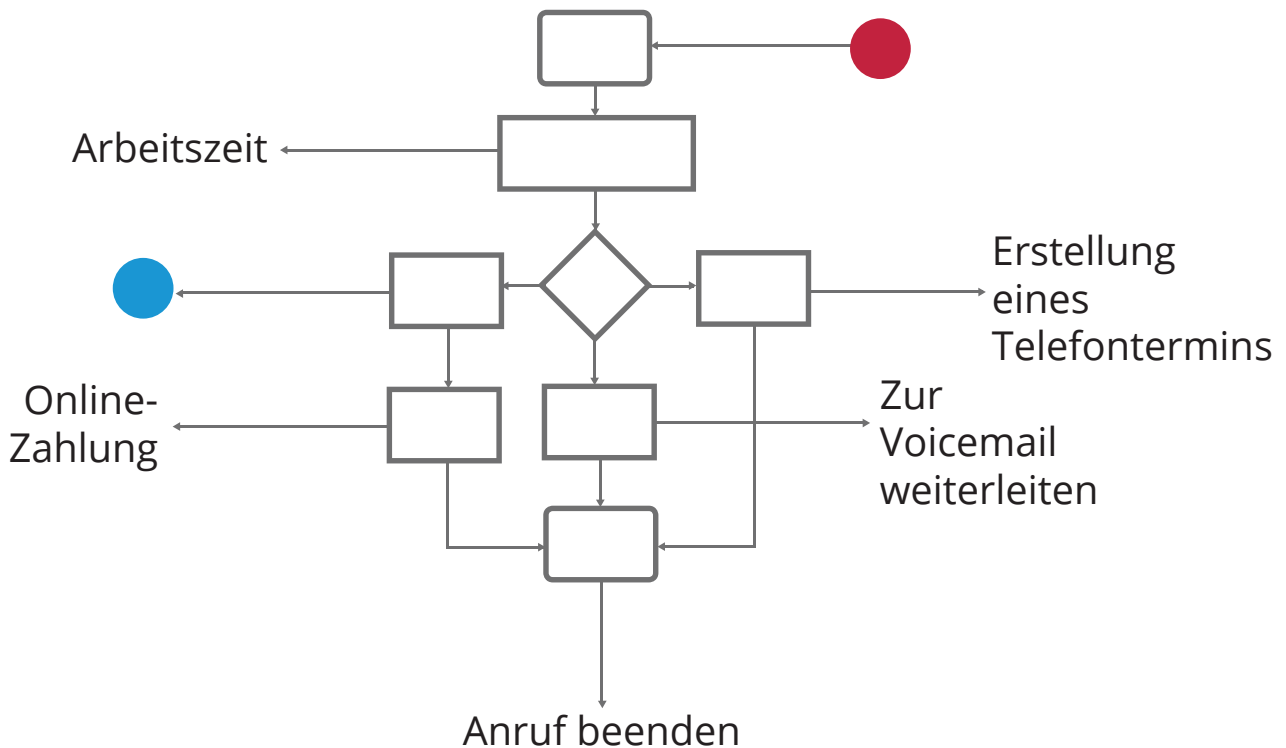 Arbeitszeit
Erstellung
eines
Telefontermins
Online-
Zahlung
Zur
Voicemail
weiterleiten
Anruf beenden